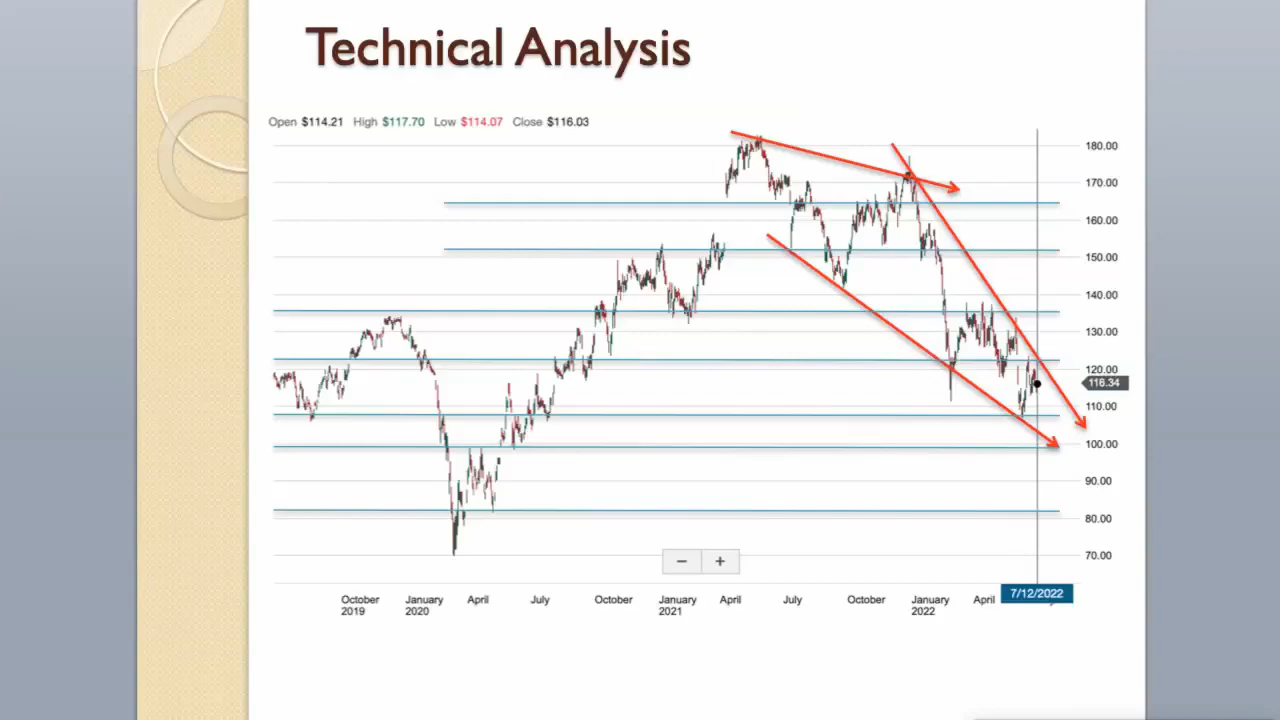 Technical Analysis
Open $114.21 High $117.70 Low $114.07 Close $116.03
180.00
170.00
160.00
150.00
140.00
130.00
120.00
116.34
110.00
100.00
90.00
80.00
70.00
− +
October 2019
January 2020
April
July
October
January 2021
April
July
October
January 2022
April
7/12/2022